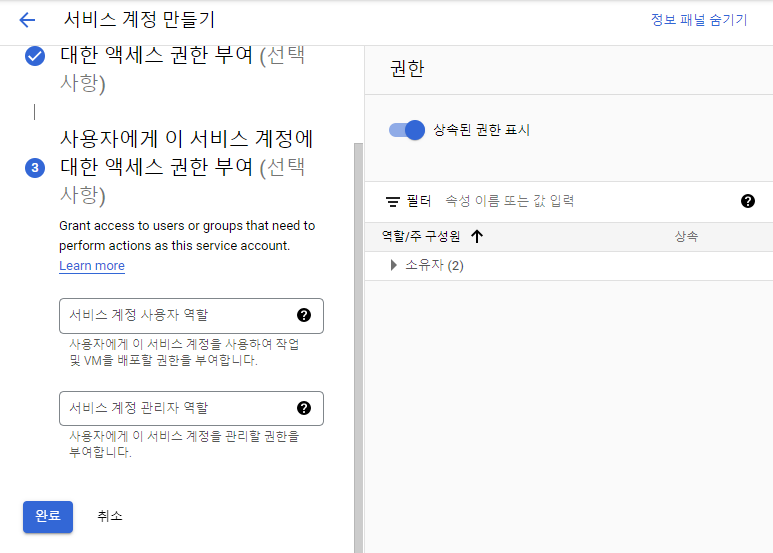 서비스 계정 만들기
정보 패널 숨기기
대한 액세스 권한 부여 (선택
사항)
사용자에게 이 서비스 계정에
3 대한 액세스 권한 부여 (선택
사항)
Grant access to users or groups that need to
perform actions as this service account.
Learn more
서비스 계정 사용자 역할
사용자에게 이 서비스 계정을 사용하여 작업
및 VM을 배포할 권한을 부여합니다.
서비스 계정 관리자 역할
사용자에게 이 서비스 계정을 관리할 권한을
부여합니다.
완료 취소
권한
상속된 권한 표시
필터 속성 이름 또는 값 입력
역할/주 구성원 상속
소유자 (2)